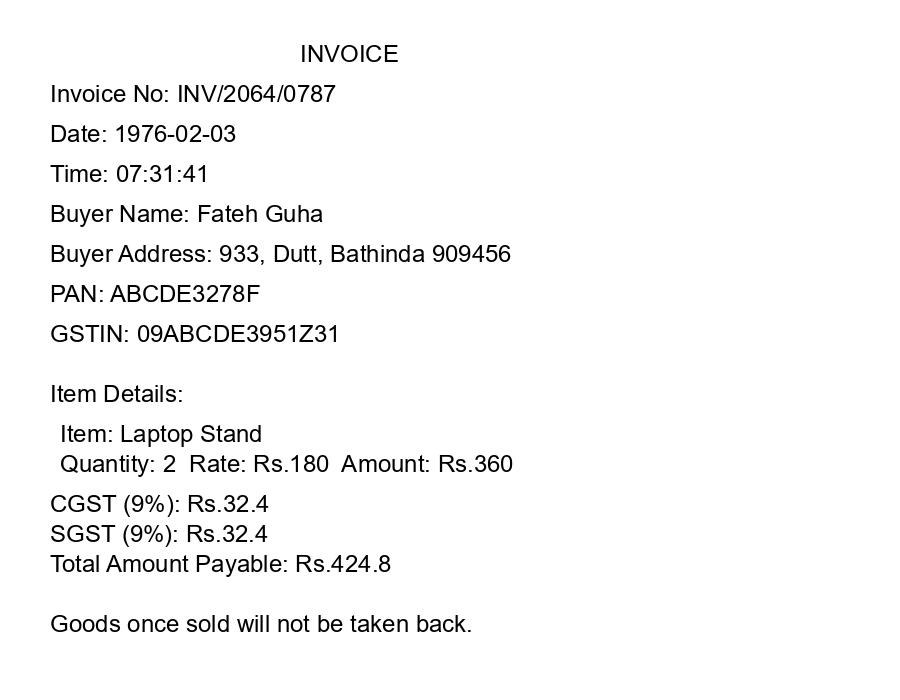 INVOICE
Invoice No: INV/2064/0787
Date: 1976-02-03
Time: 07:31:41
Buyer Name: Fateh Guha
Buyer Address: 933, Dutt, Bathinda 909456
PAN: ABCDE3278F
GSTIN: 09ABCDE3951Z31
Item Details:
Item: Laptop Stand
Quantity: 2  Rate: Rs.180  Amount: Rs.360
CGST (9%): Rs.32.4
SGST (9%): Rs.32.4
Total Amount Payable: Rs.424.8
Goods once sold will not be taken back.